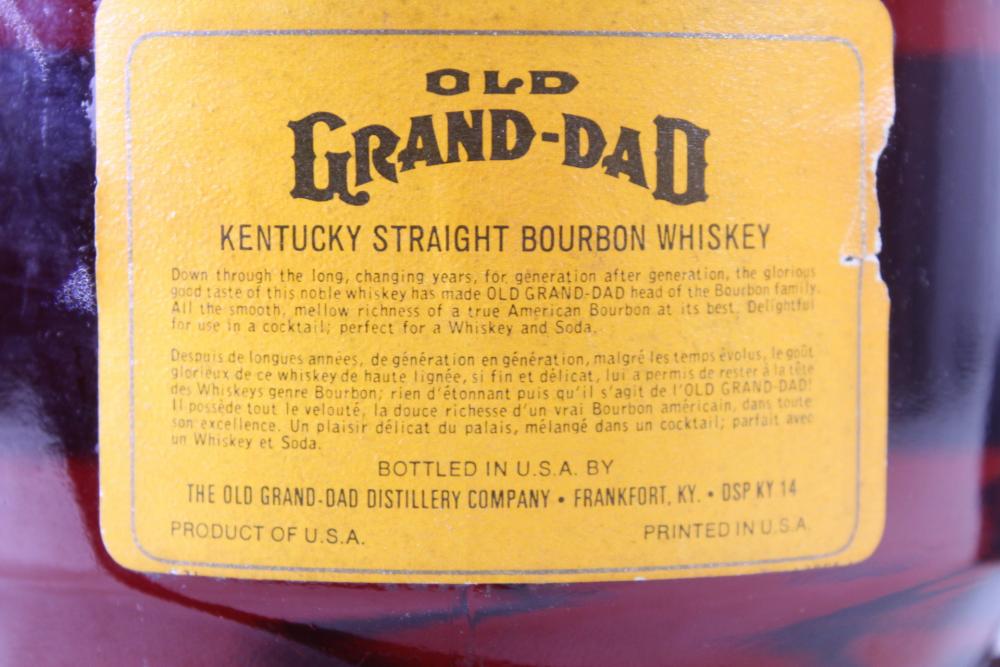 OLD
GRAND-DAD
KENTUCKY STRAIGHT BOURBON WHISKEY
Down through the long, changing years, for generation after generation, the glorious
good taste of this noble whiskey has made OLD GRAND-DAD head of the Bourbon family.
All the smooth, mellow richness of a true American Bourbon at its best. Delightful
for use in a cocktail; perfect for a Whiskey and Soda.
Despuis de longues années, de génération en génération, malgré les temps évolus, le goût
glorieux de ce whiskey de haute lignée, si fin et délicat, lui a permis de rester à la tête
des Whiskeys genre Bourbon; rien d'étonnant puis qu'il s'agit de l'OLD GRAND-DAD!
Il possède tout le velouté, la douce richesse d'un vrai Bourbon américain, dans toute
son excellence. Un plaisir délicat du palais, mélangé dans un cocktail; parfait avec
un Whiskey et Soda.
BOTTLED IN U.S.A. BY
THE OLD GRAND-DAD DISTILLERY COMPANY • FRANKFORT, KY. • DSP KY 14
PRODUCT OF U.S.A. PRINTED IN U.S.A.